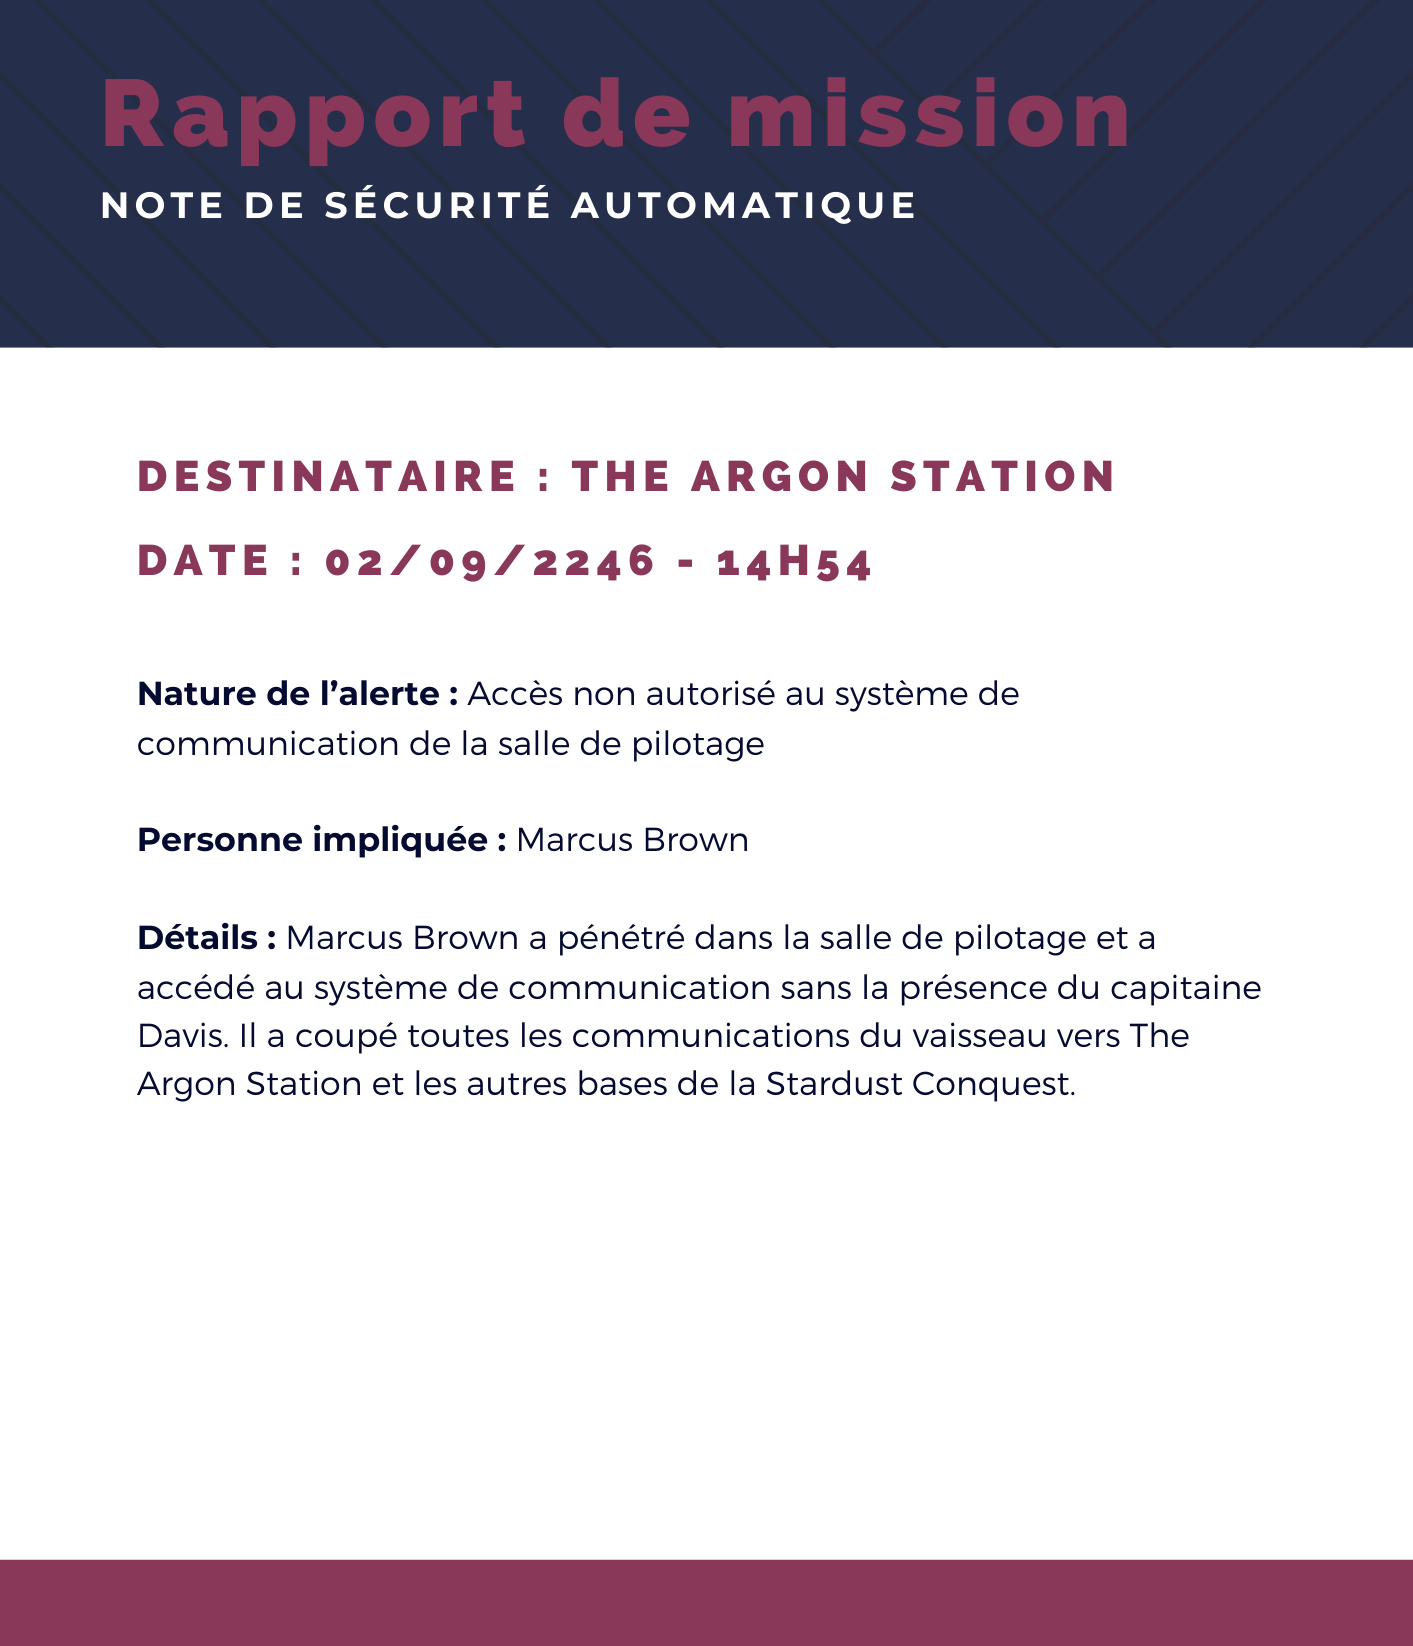 Rapport de mission
NOTE DE SÉCURITÉ AUTOMATIQUE
DESTINATAIRE : THE ARGON STATION
DATE : 02/09/2246 - 14H54
Nature de l’alerte : Accès non autorisé au système de
communication de la salle de pilotage
Personne impliquée : Marcus Brown
Détails : Marcus Brown a pénétré dans la salle de pilotage et a
accédé au système de communication sans la présence du capitaine
Davis. Il a coupé toutes les communications du vaisseau vers The
Argon Station et les autres bases de la Stardust Conquest.